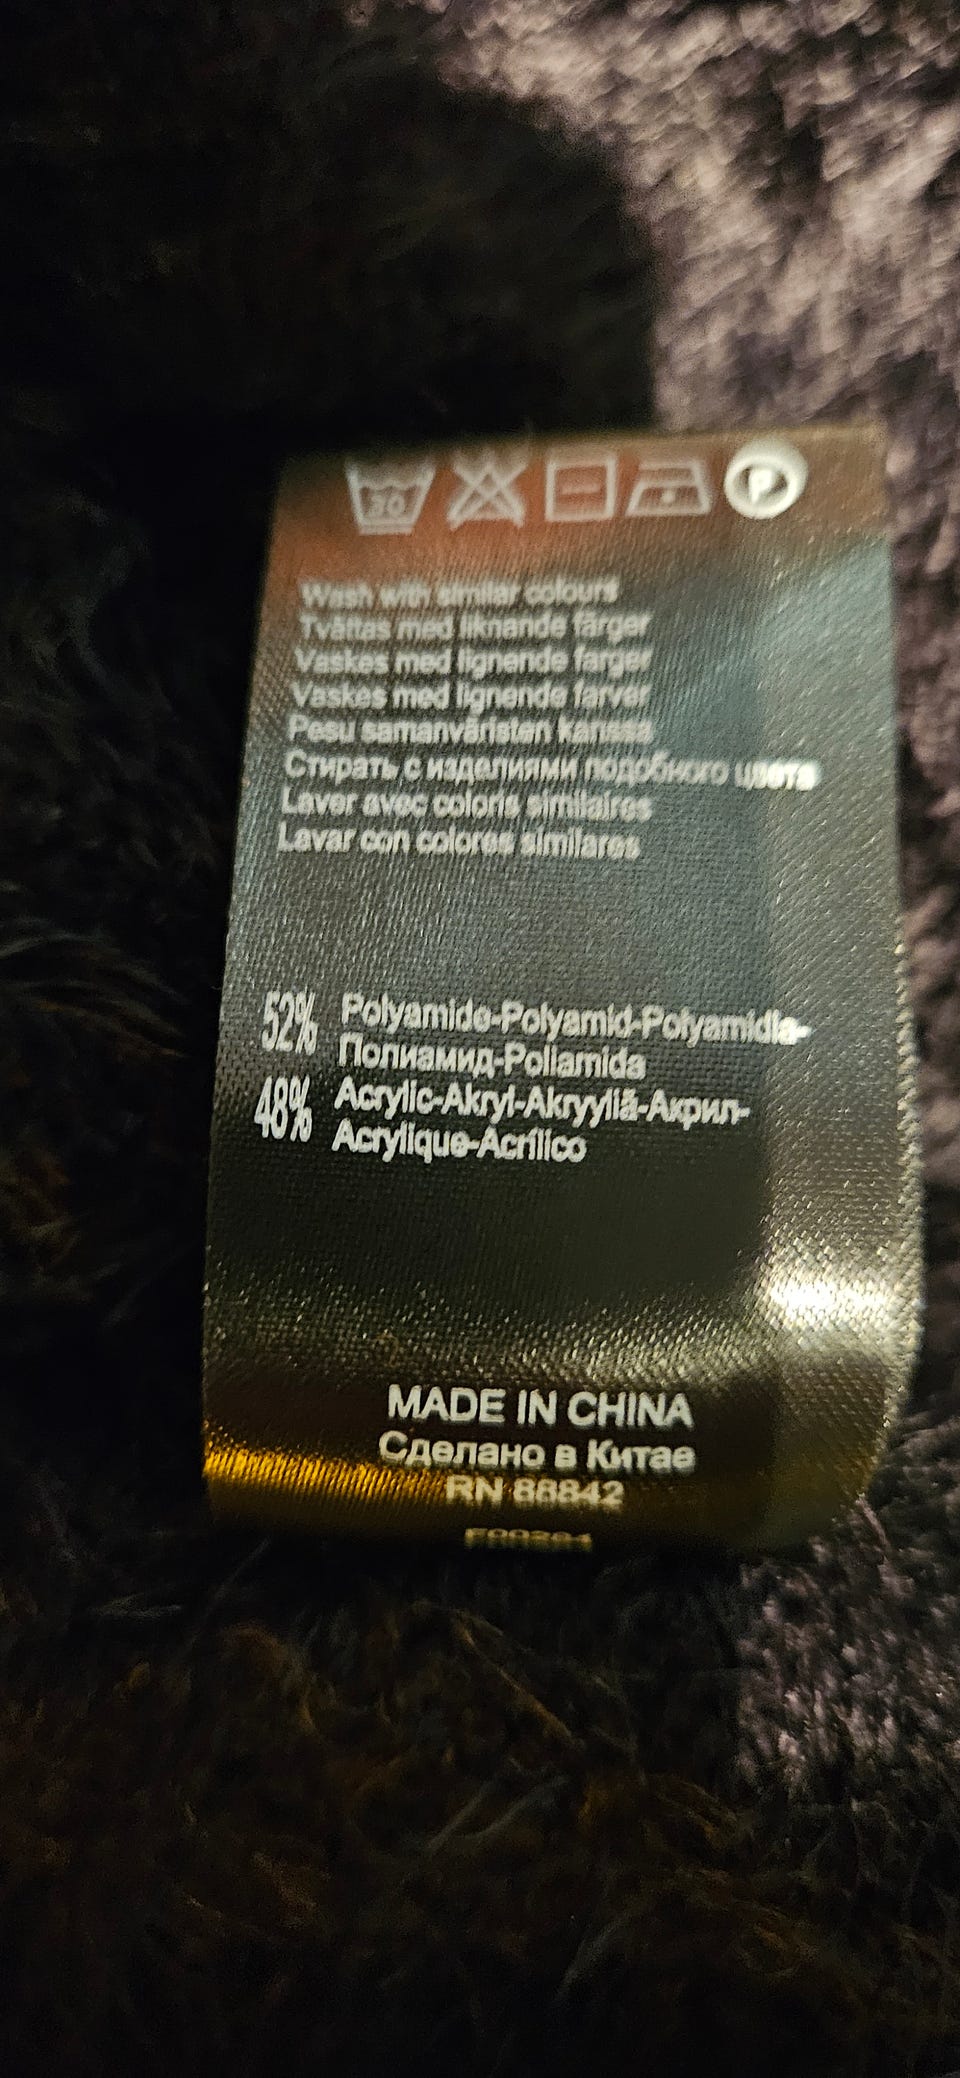 30
P
Wash with similar colours
Tvättas med liknande färger
Vaskes med lignende farger
Vaskes med lignende farver
Pesu samanväristen kanssa
Стирать с изделиями подобного цвета
Laver avec coloris similaires
Lavar con colores similares
52% Polyamide-Polyamid-Polyamidia-
Полиамид-Poliamida
48% Acrylic-Akryl-Akryyliä-Акрил-
Acrylique-Acrílico
MADE IN CHINA
Сделано в Китае
RN 88842